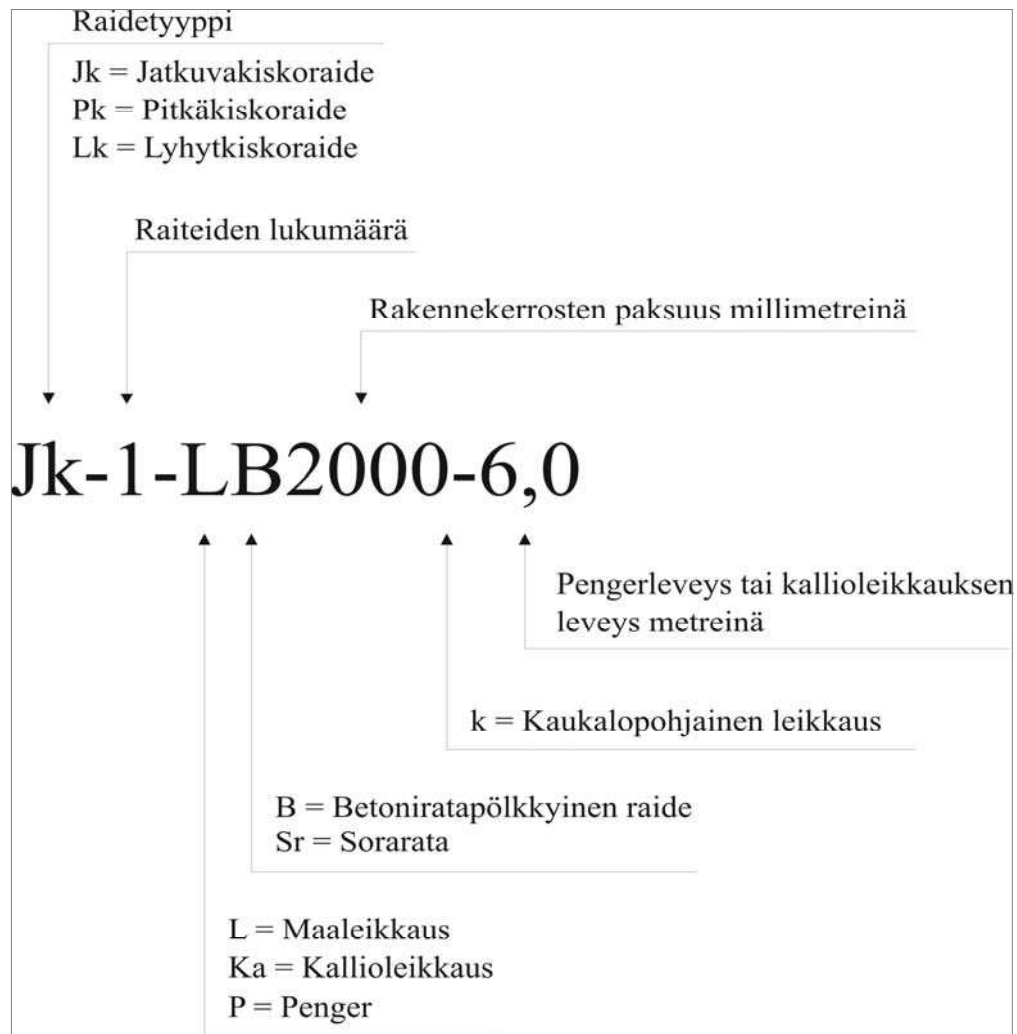 Raidetyyppi
Jk = Jatkuvakiskoraide
Pk = Pitkäkiskoraide
Lk = Lyhytkiskoraide
Raiteiden lukumäärä
Rakennekerrosten paksuus millimetreinä
Jk-1-LB2000-6,0
Pengerleveys tai kallioleikkauksen
leveys metreinä
k = Kaukalopohjainen leikkaus
B = Betoniratapölkkyinen raide
Sr = Sorarata
L = Maaleikkaus
Ka = Kallioleikkaus
P = Penger